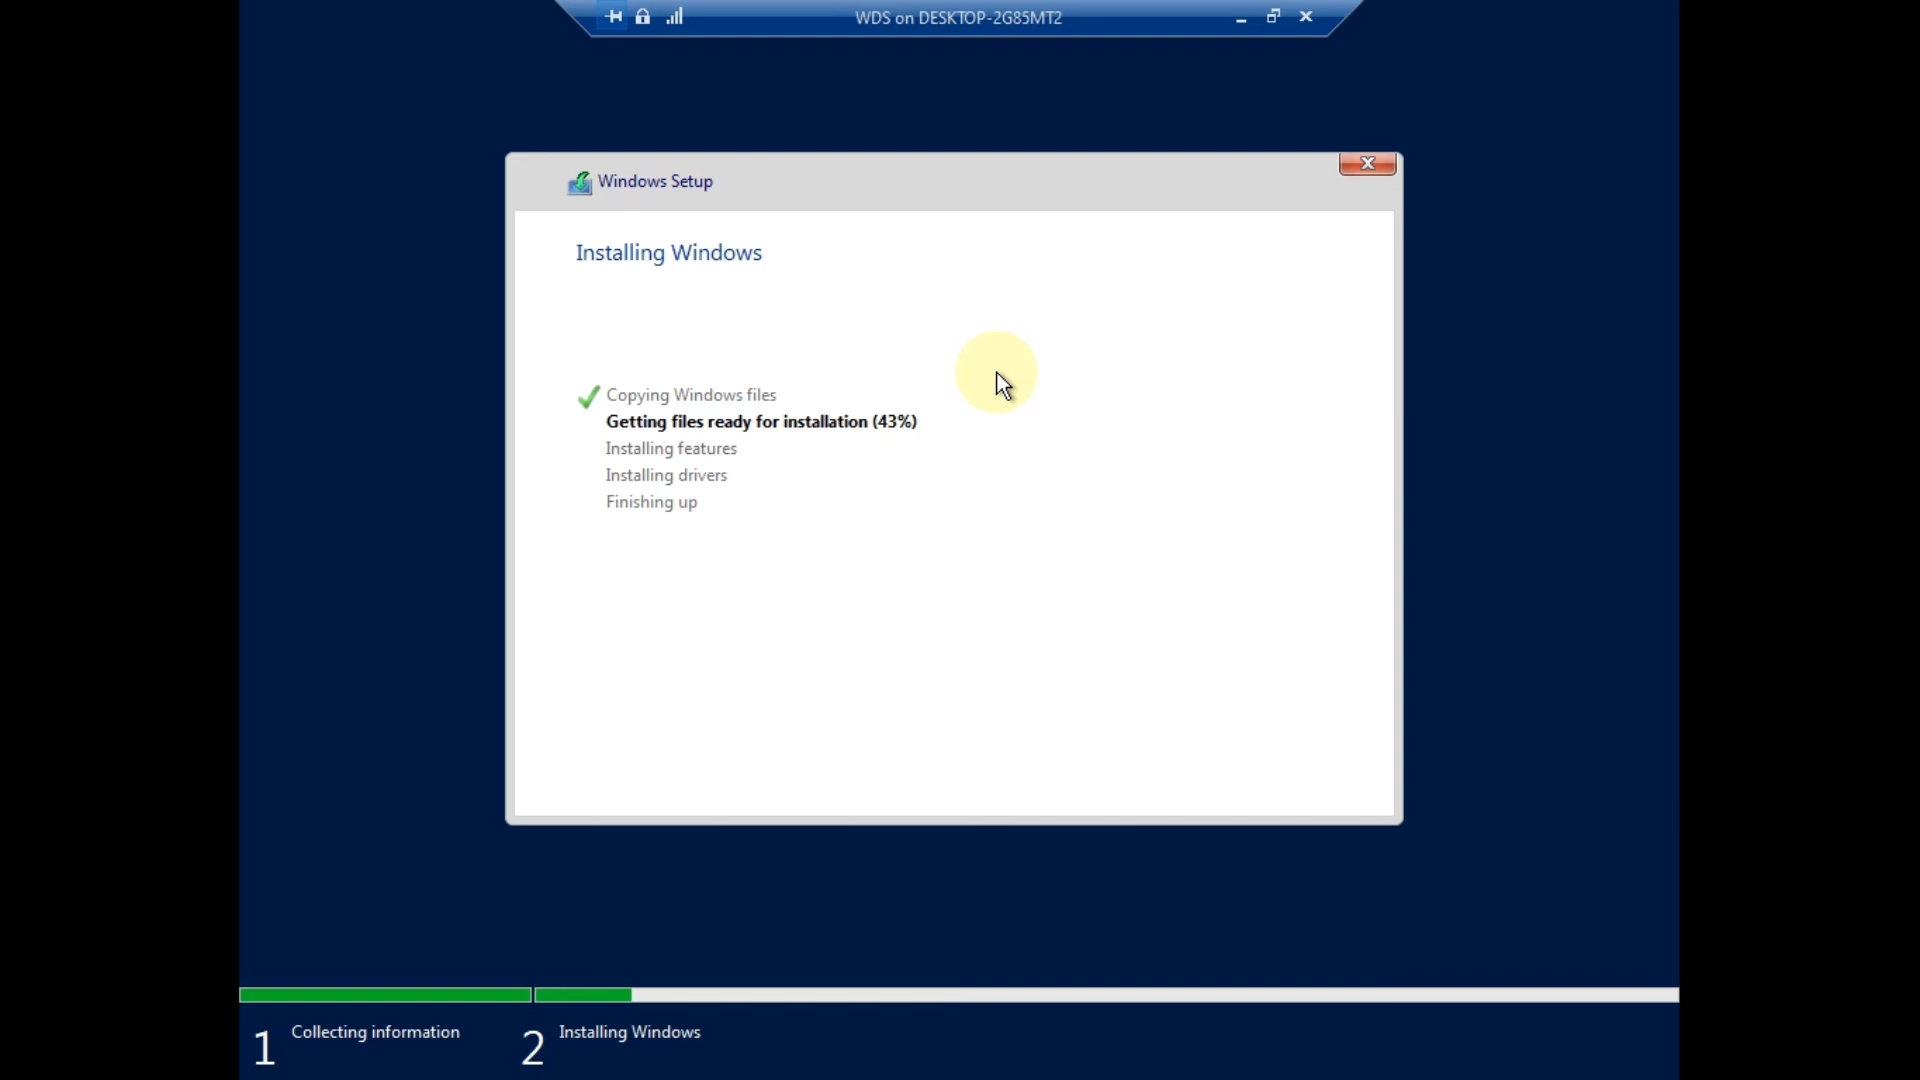 WDS on DESKTOP-2G85MT2
Windows Setup
Installing Windows
Copying Windows files
Getting files ready for installation (43%)
Installing features
Installing drivers
Finishing up
1 Collecting information
2 Installing Windows